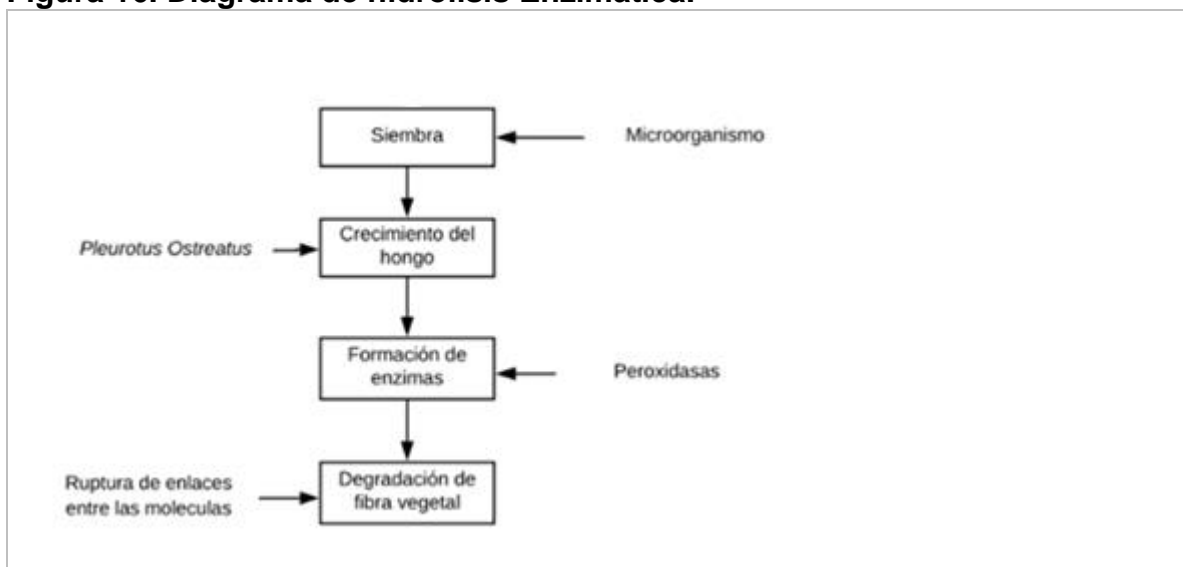 Siembra
Microorganismo
Pleurotus Ostreatus
Crecimiento del
hongo
Formación de
enzimas
Peroxidasas
Ruptura de enlaces
entre las moleculas
Degradación de
fibra vegetal